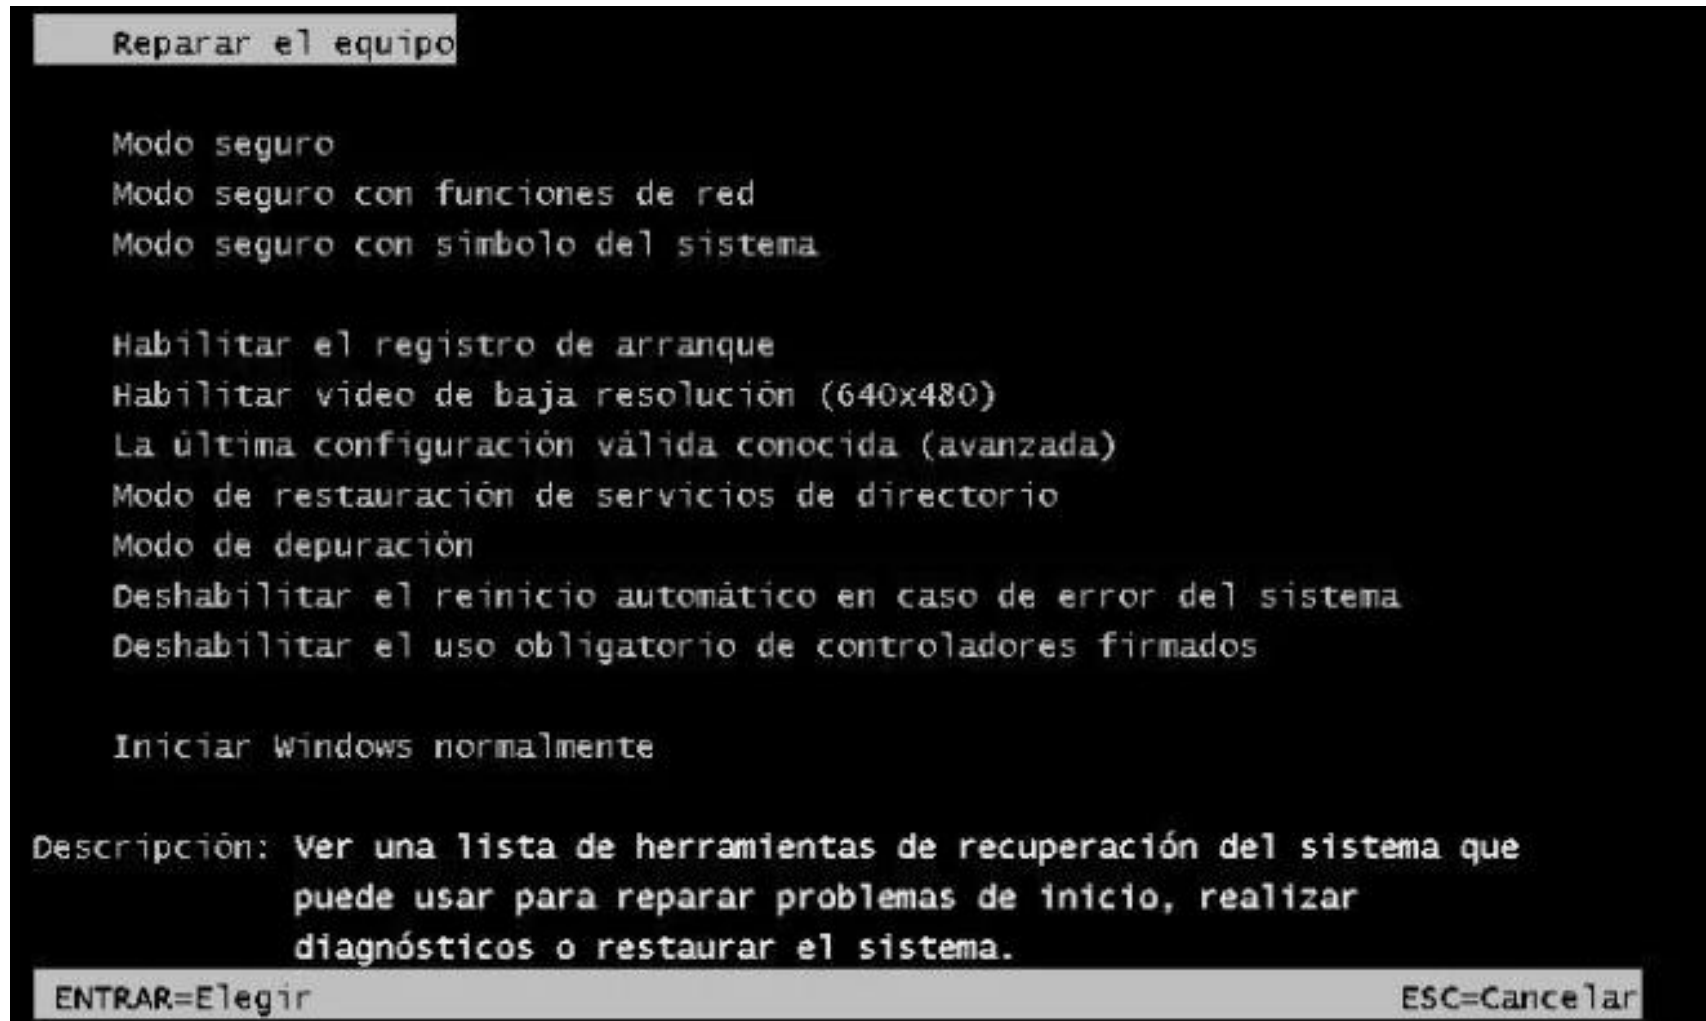 Reparar el equipo
Modo seguro
Modo seguro con funciones de red
Modo seguro con símbolo del sistema
Habilitar el registro de arranque
Habilitar vídeo de baja resolución (640x480)
La última configuración válida conocida (avanzada)
Modo de restauración de servicios de directorio
Modo de depuración
Deshabilitar el reinicio automático en caso de error del sistema
Deshabilitar el uso obligatorio de controladores firmados
Iniciar Windows normalmente
Descripción: Ver una lista de herramientas de recuperación del sistema que
puede usar para reparar problemas de inicio, realizar
diagnósticos o restaurar el sistema.
ENTRAR=Elegir ESC=Cancelar